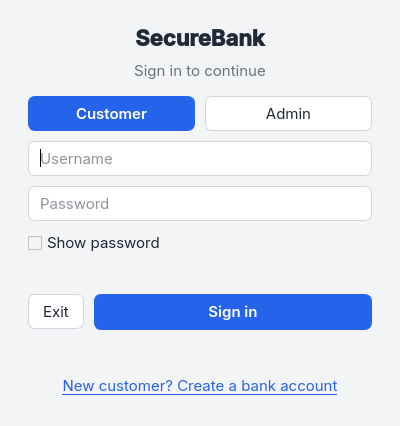 SecureBank
Sign in to continue
Customer Admin
Username
Password
Show password
Exit Sign in
New customer? Create a bank account